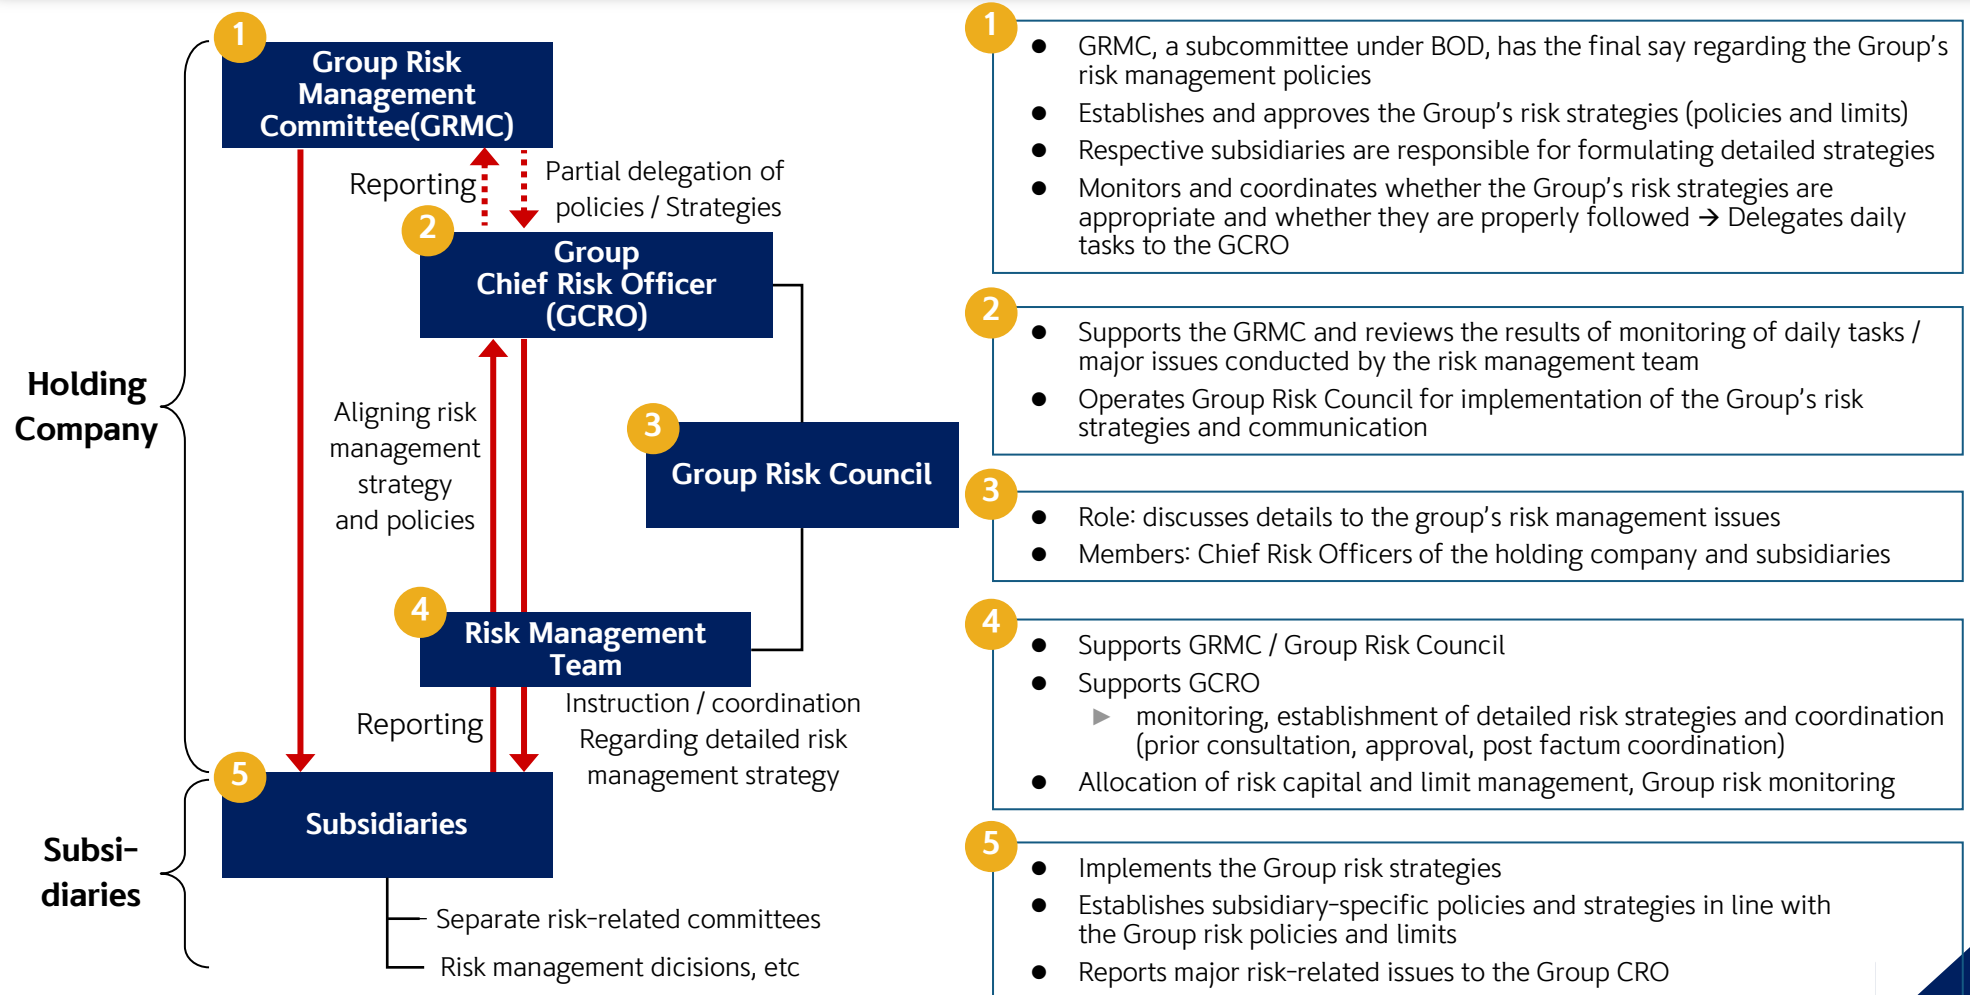 1
Group Risk
Management
Committee(GRMC)
Reporting
Partial delegation of
policies / Strategies
2
Group
Chief Risk Officer
(GCRO)
Holding
Company
Aligning risk
management
strategy
and policies
3
Group Risk Council
4
Risk Management
Team
Reporting
Instruction / coordination
Regarding detailed risk
management strategy
5
Subsidiaries
Subsi-
diaries
Separate risk-related committees
Risk management dicisions, etc
1
● GRMC, a subcommittee under BOD, has the final say regarding the Group's
risk management policies
● Establishes and approves the Group's risk strategies (policies and limits)
● Respective subsidiaries are responsible for formulating detailed strategies
● Monitors and coordinates whether the Group's risk strategies are
appropriate and whether they are properly followed → Delegates daily
tasks to the GCRO
2
● Supports the GRMC and reviews the results of monitoring of daily tasks /
major issues conducted by the risk management team
● Operates Group Risk Council for implementation of the Group's risk
strategies and communication
3
● Role: discusses details to the group's risk management issues
● Members: Chief Risk Officers of the holding company and subsidiaries
4
● Supports GRMC / Group Risk Council
● Supports GCRO
► monitoring, establishment of detailed risk strategies and coordination
(prior consultation, approval, post factum coordination)
● Allocation of risk capital and limit management, Group risk monitoring
5
● Implements the Group risk strategies
● Establishes subsidiary-specific policies and strategies in line with
the Group risk policies and limits
● Reports major risk-related issues to the Group CRO